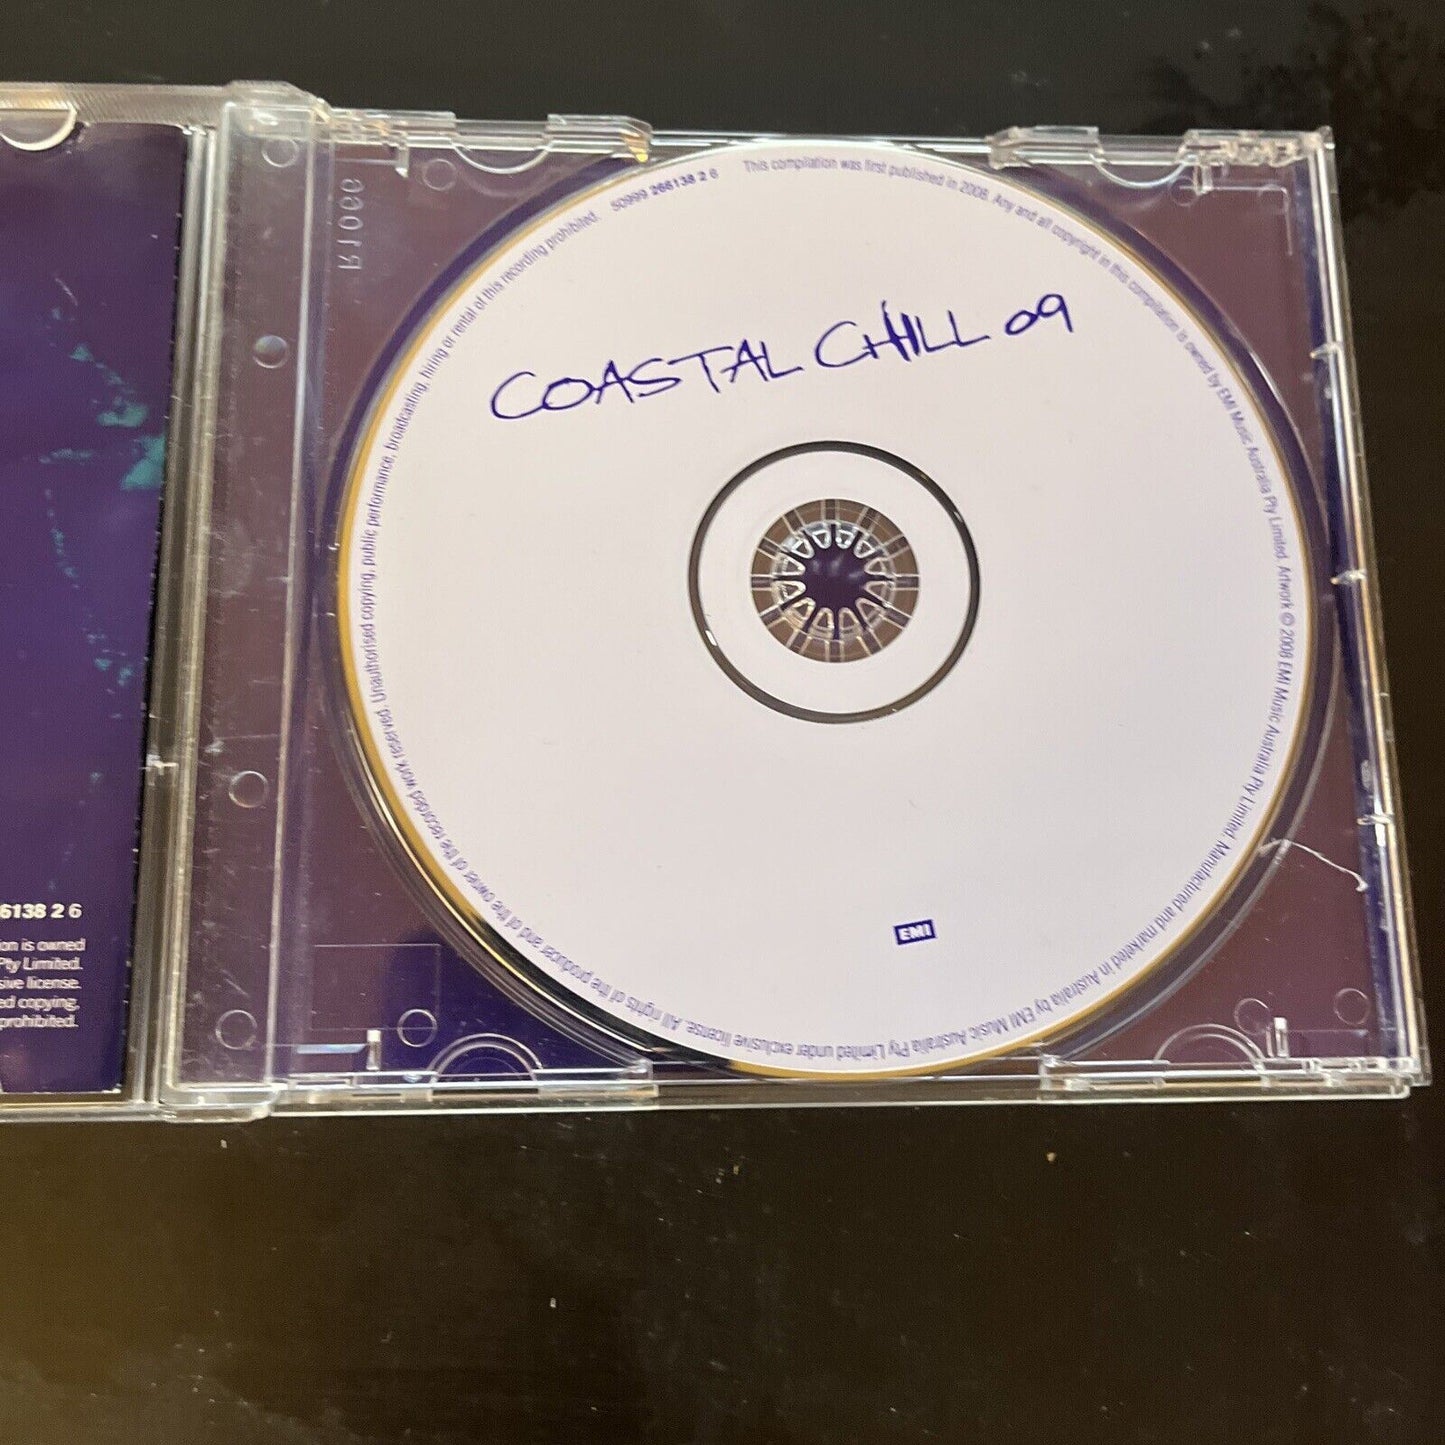 COASTAL CHILL 09
50999 266138 2 6
This compilation was first published in 2008. Any and all copyright in this compilation is owned by EMI Music Australia Pty Limited. Artwork © 2008 EMI Music Australia Pty Limited. Manufactured and marketed in Australia by EMI Music Australia Pty Limited under exclusive license. All rights of the producer and of the owner of the recorded work reserved. Unauthorised copying, public performance, broadcasting, hiring or rental of this recording prohibited.
EMI
R1066
6138 2 6
on is owned
Pty Limited.
sive license.
ed copying,
prohibited.